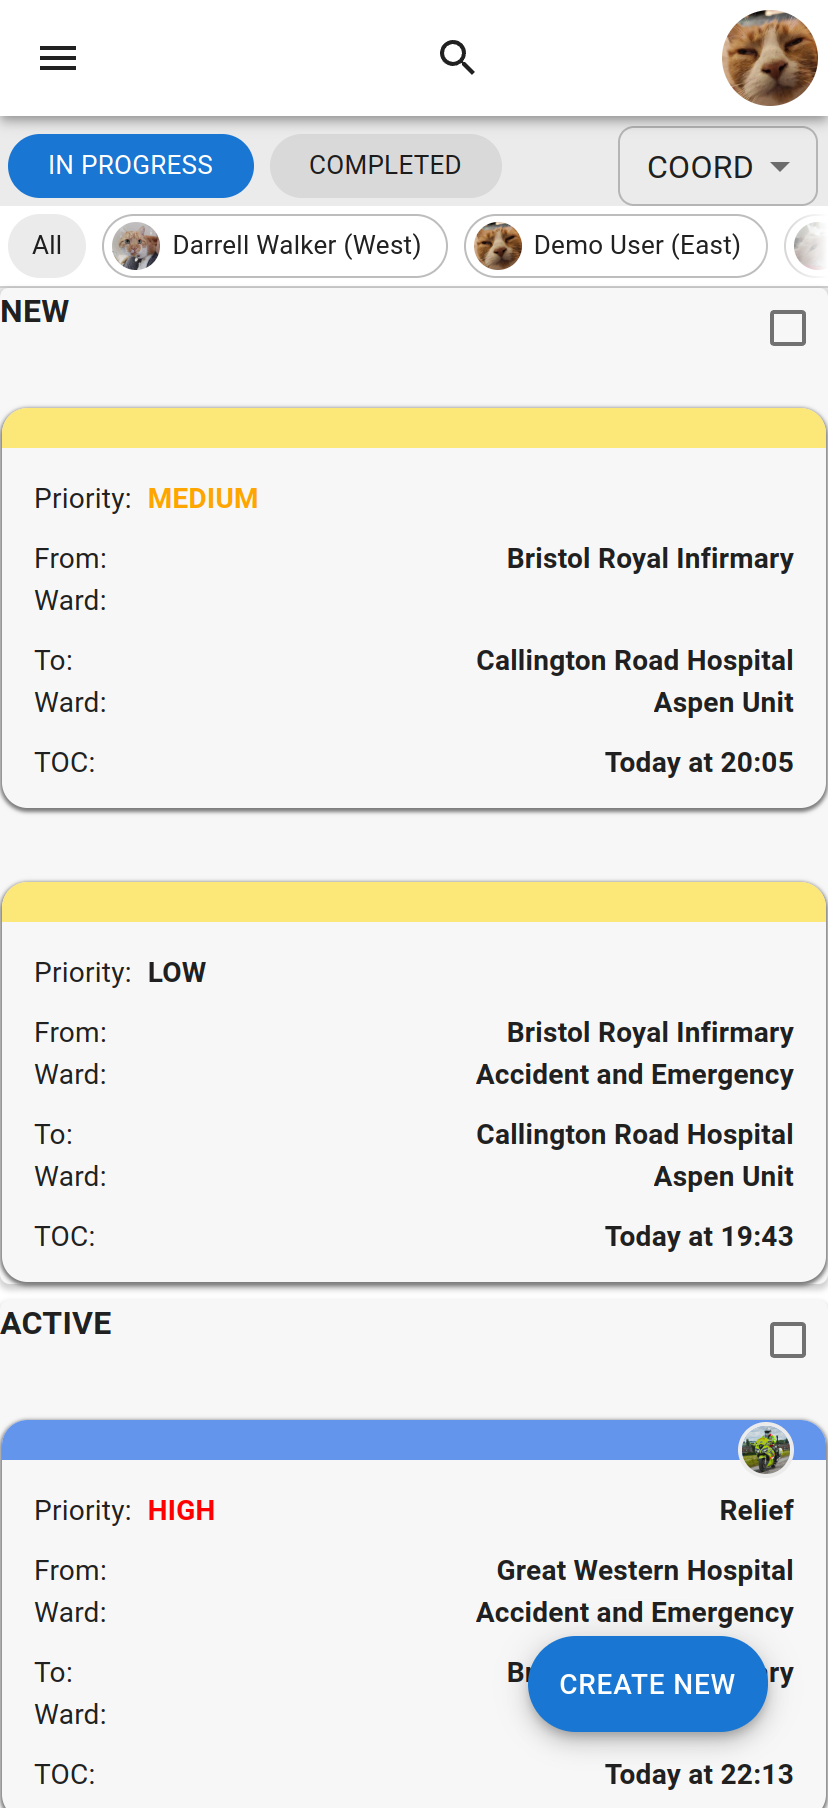 IN PROGRESS COMPLETED COORD
All Darrell Walker (West) Demo User (East)
NEW
Priority: MEDIUM
From: Bristol Royal Infirmary
Ward:
To: Callington Road Hospital
Ward: Aspen Unit
TOC: Today at 20:05
Priority: LOW
From: Bristol Royal Infirmary
Ward: Accident and Emergency
To: Callington Road Hospital
Ward: Aspen Unit
TOC: Today at 19:43
ACTIVE
Priority: HIGH Relief
From: Great Western Hospital
Ward: Accident and Emergency
To:
CREATE NEW
Ward:
TOC: Today at 22:13